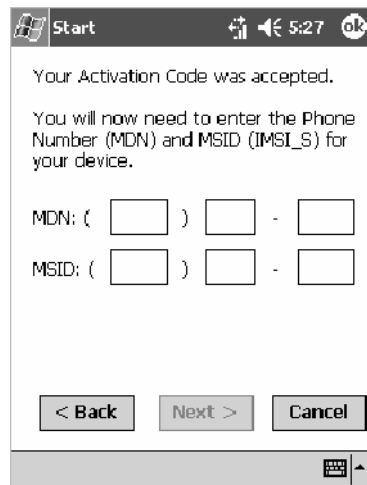 Start 5:27 ok
Your Activation Code was accepted.
You will now need to enter the Phone
Number (MDN) and MSID (IMSI_S) for
your device.
MDN: ( ) -
MSID: ( ) -
< Back Next > Cancel